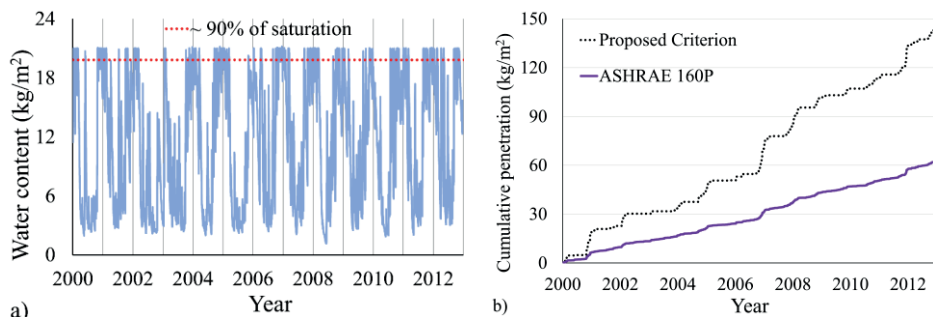 24
18
12
6
0
Water content (kg/m²)
~ 90% of saturation
2000 2002 2004 2006 2008 2010 2012
Year
a)
150
120
90
60
30
0
Cumulative penetration (kg/m²)
Proposed Criterion
ASHRAE 160P
2000 2002 2004 2006 2008 2010 2012
Year
b)